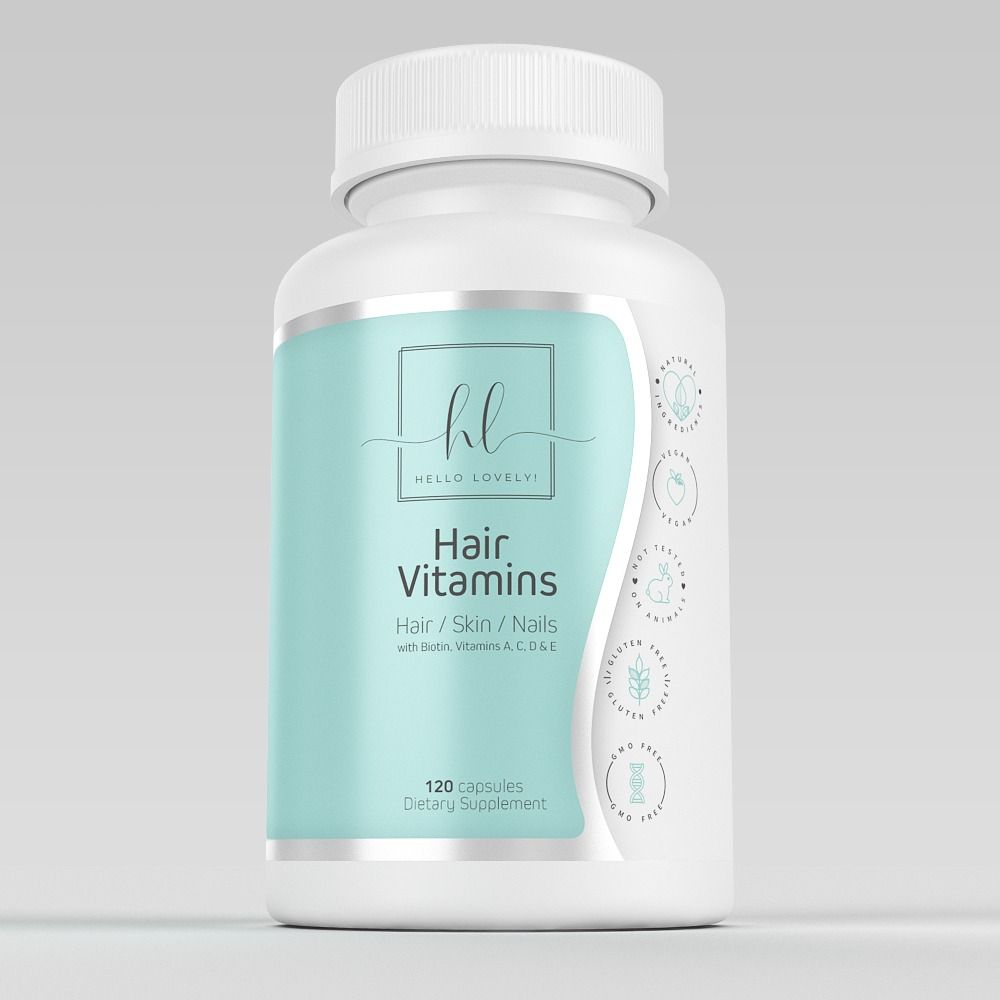 hl
HELLO LOVELY!
Hair
Vitamins
Hair / Skin / Nails
with Biotin, Vitamins A, C, D & E
120 capsules
Dietary Supplement
NATURAL
INGREDIENTS
VEGAN
VEGAN
NOT TESTED
ON ANIMALS
GLUTEN FREE
GLUTEN FREE
GMO FREE
GMO FREE